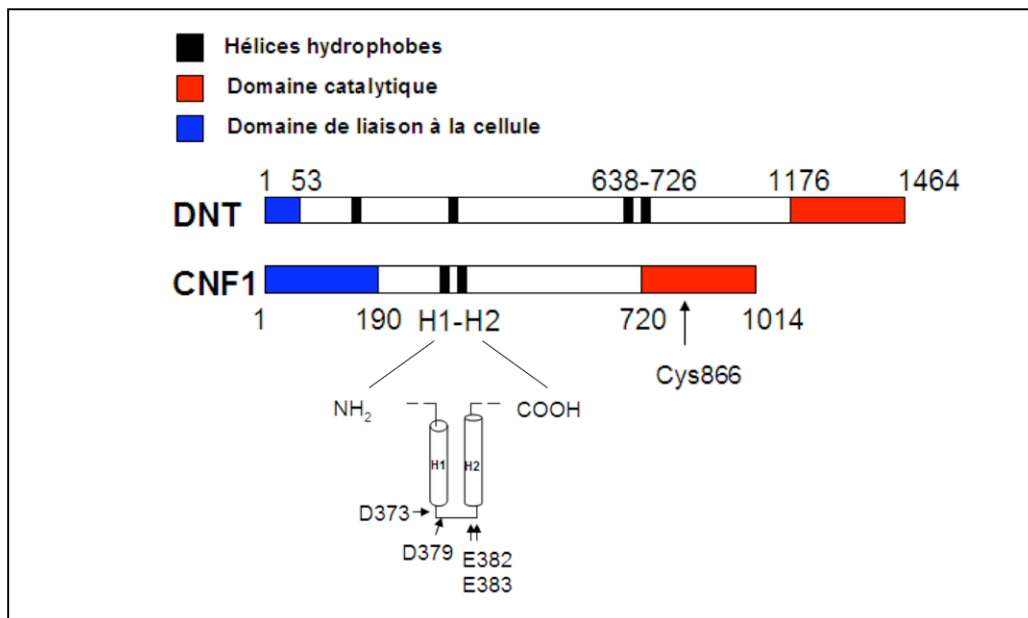 Hélices hydrophobes
Domaine catalytique
Domaine de liaison à la cellule
1 53 638-726 1176 1464
DNT
CNF1
1 190 H1-H2 720 1014
Cys866
NH2 COOH
H1 H2
D373
D379 E382
E383